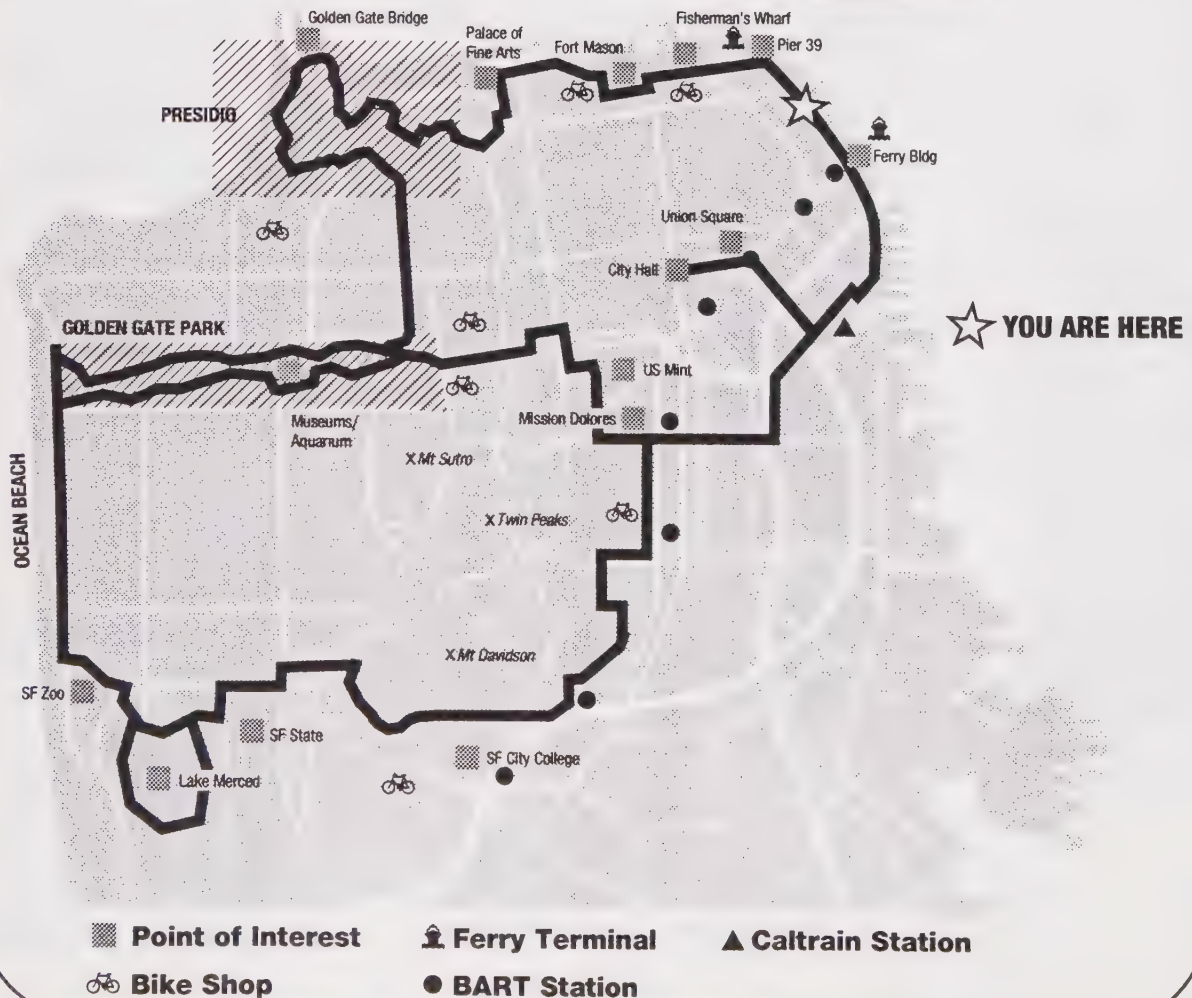 Golden Gate Bridge
Fisherman's Wharf
Palace of
Fine Arts
Fort Mason
Pier 39
PRESIDIO
Ferry Bldg
Union Square
City Hall
GOLDEN GATE PARK
YOU ARE HERE
US Mint
Museums/
Aquarium
Mission Dolores
X Mt Sutro
OCEAN BEACH
X Twin Peaks
X Mt Davidson
SF Zoo
SF State
SF City College
Lake Merced
Point of Interest
Ferry Terminal
Caltrain Station
Bike Shop
BART Station